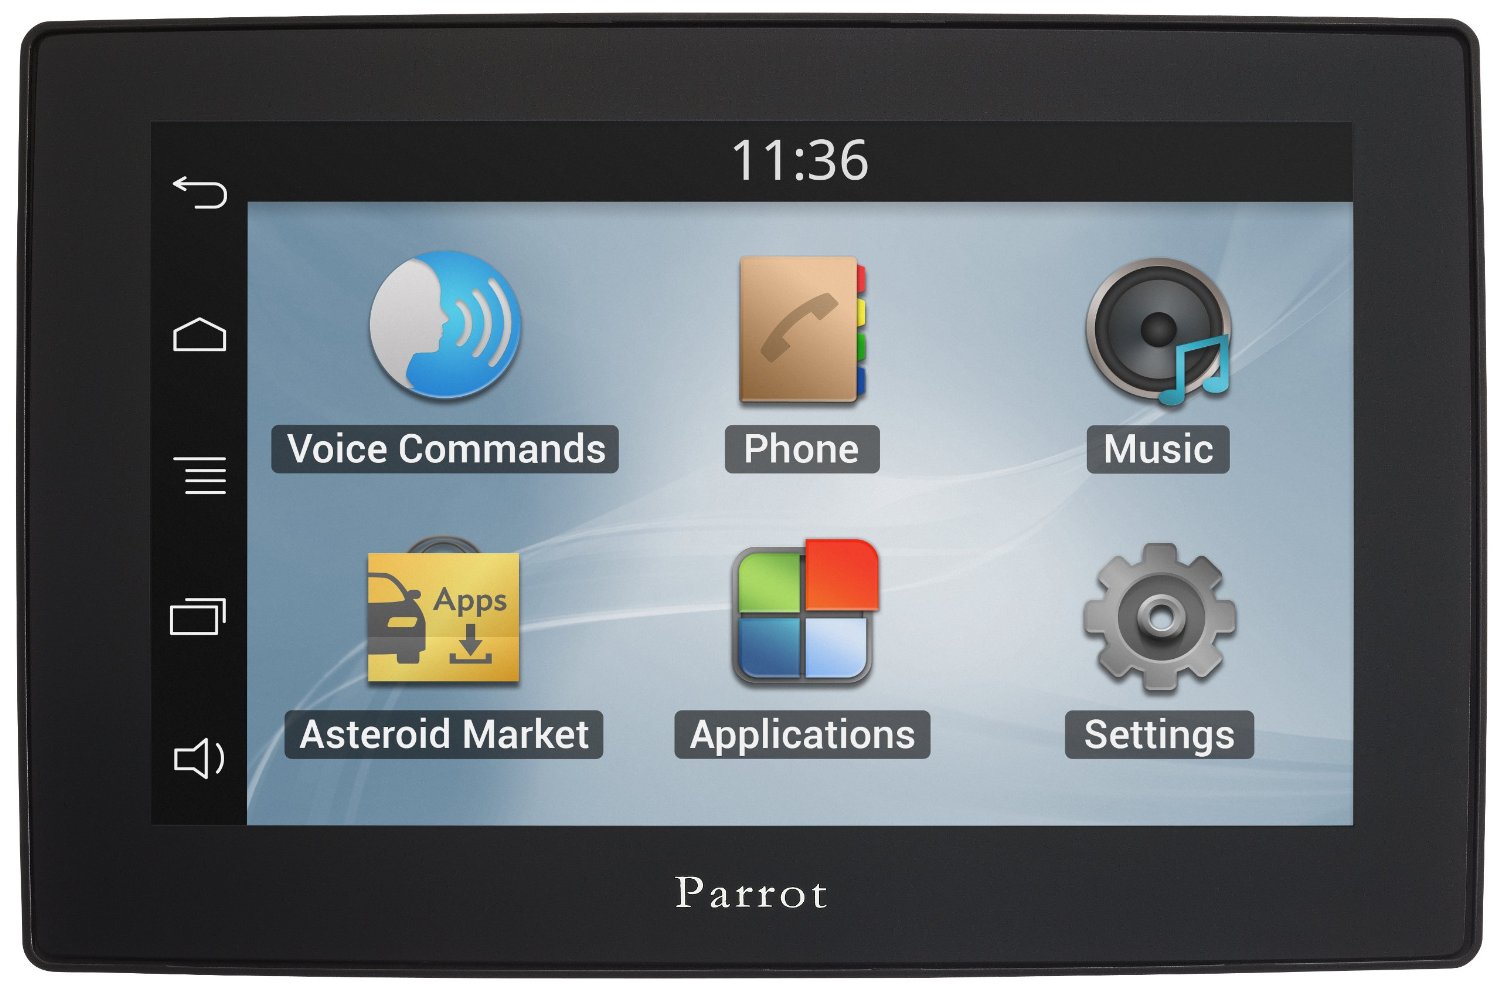 11:36
Voice Commands
Phone
Music
Apps
Asteroid Market
Applications
Settings
Parrot